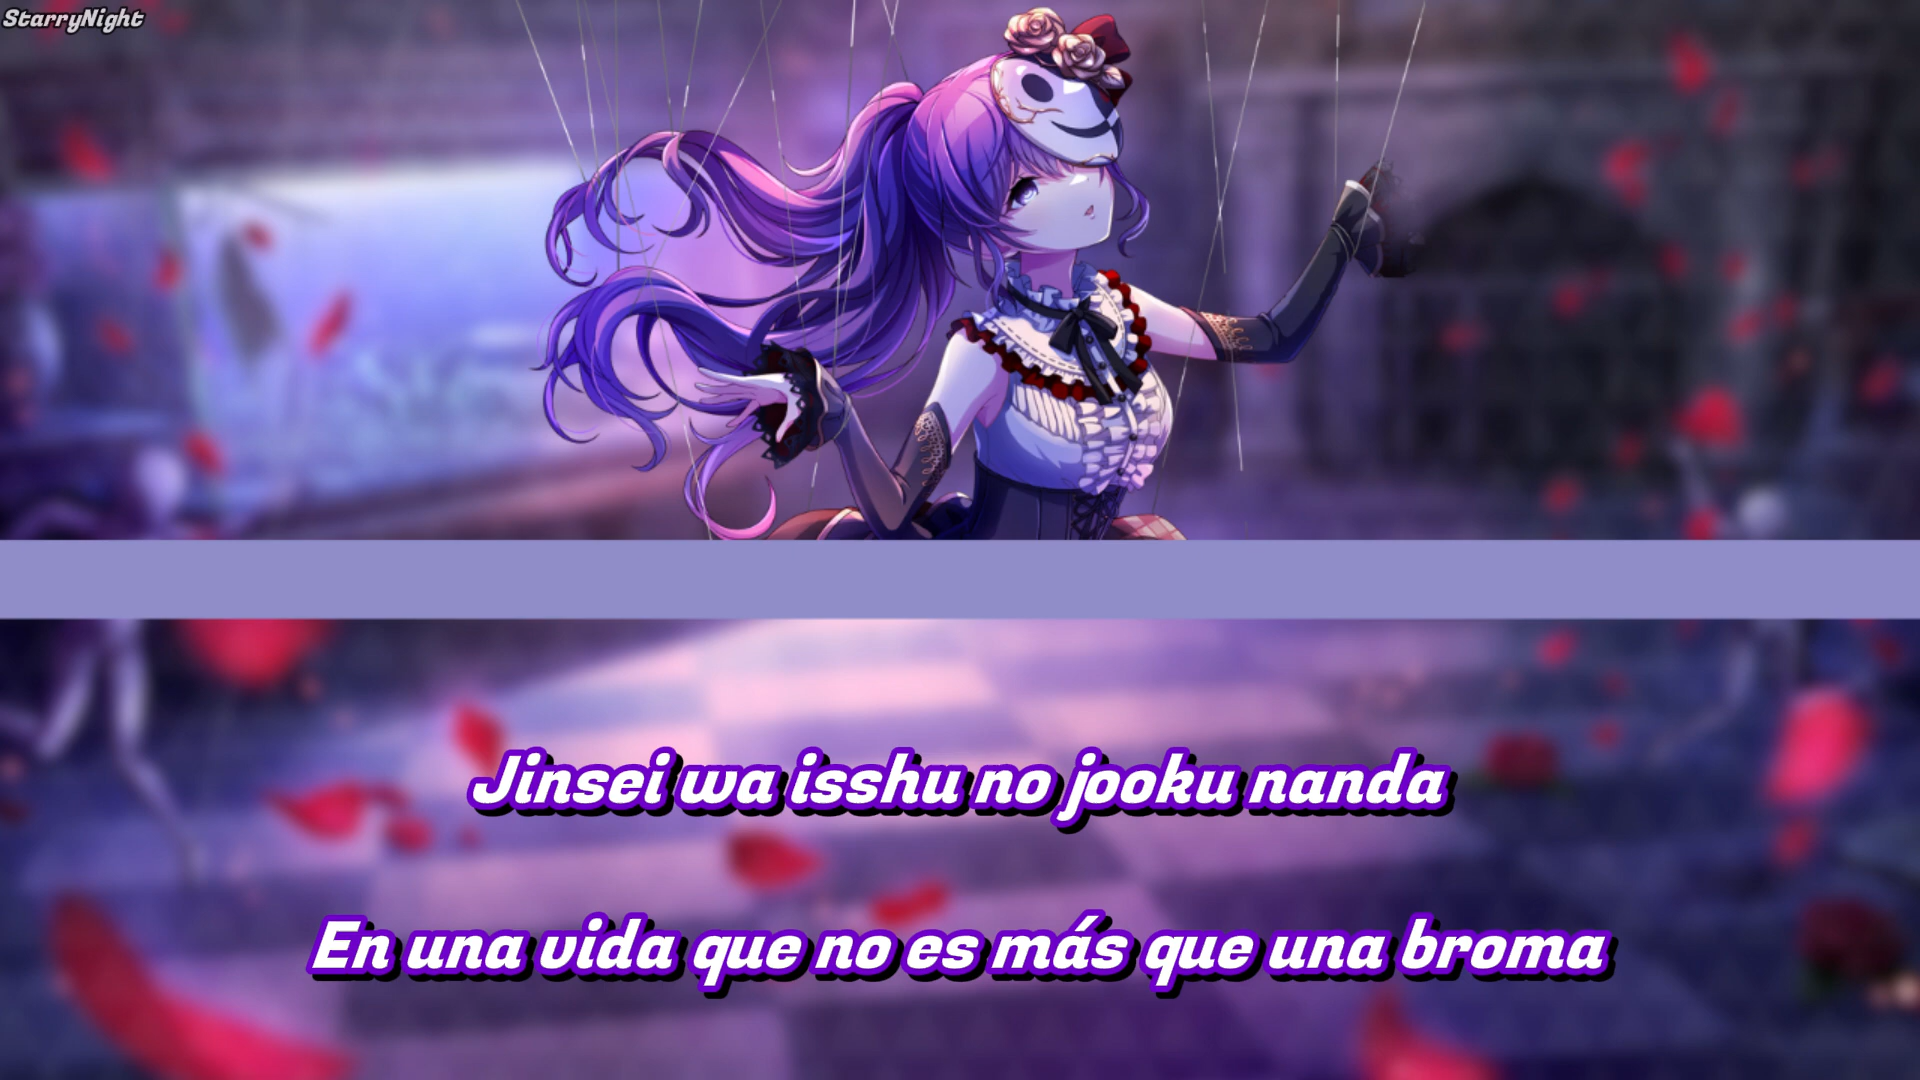 StarryNight
Jinsei wa isshu no jooku nanda
En una vida que no es más que una broma